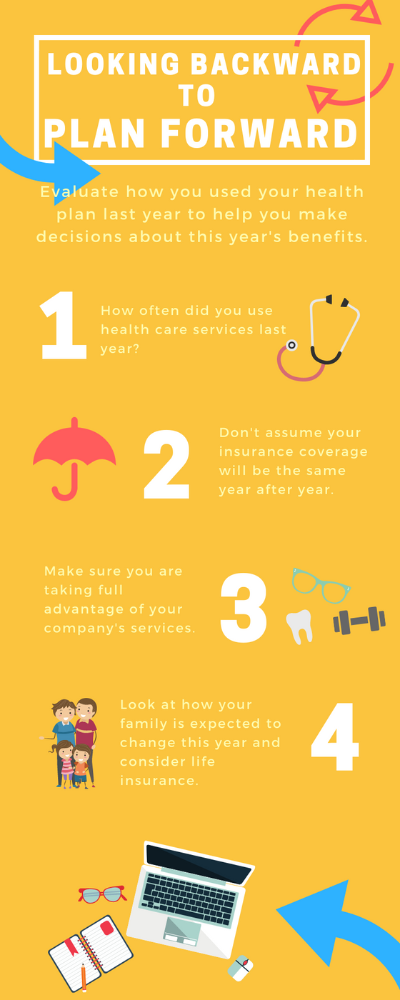 LOOKING BACKWARD
TO
PLAN FORWARD
Evaluate how you used your health
plan last year to help you make
decisions about this year's benefits.
1
How often did you use
health care services last
year?
2
Don't assume your
insurance coverage
will be the same
year after year.
Make sure you are
taking full
advantage of your
company's services.
3
Look at how your
family is expected to
change this year and
consider life
insurance.
4